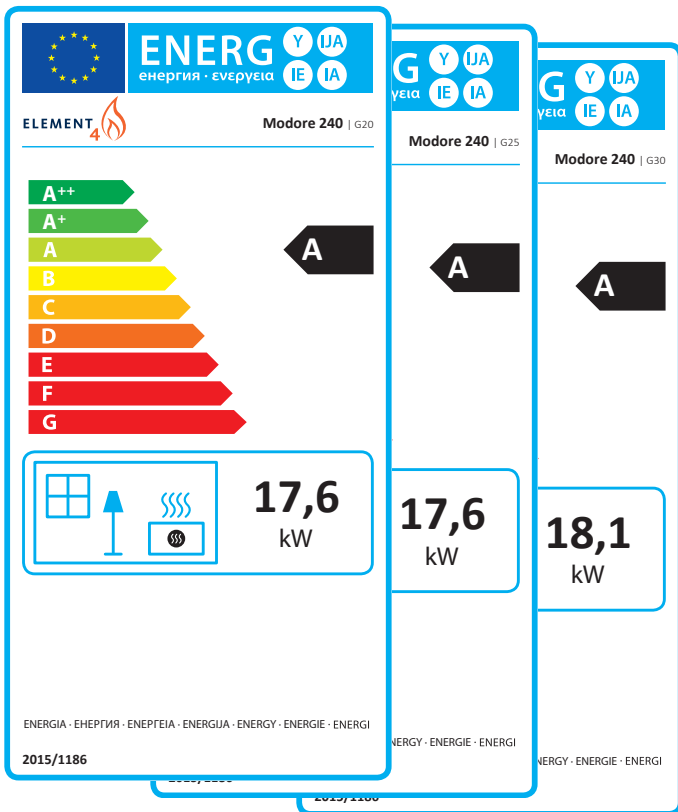 ENERG Y IJA
енергия · ενεργεια IE IA
ELEMENT 4
Modore 240 | G20
A++
A+
A
B
C
D
E
F
G
A
17,6
kW
ENERGIA · ЕНЕРГИЯ · ΕΝΕΡΓΕΙΑ · ENERGIJA · ENERGY · ENERGIE · ENERGI
2015/1186
G Y IJA
γεια IE IA
Modore 240 | G25
A
17,6
kW
ENERGY · ENERGIE · ENERGI
G Y IJA
γεια IE IA
Modore 240 | G30
A
18,1
kW
ENERGY · ENERGIE · ENERGI
2015/1186